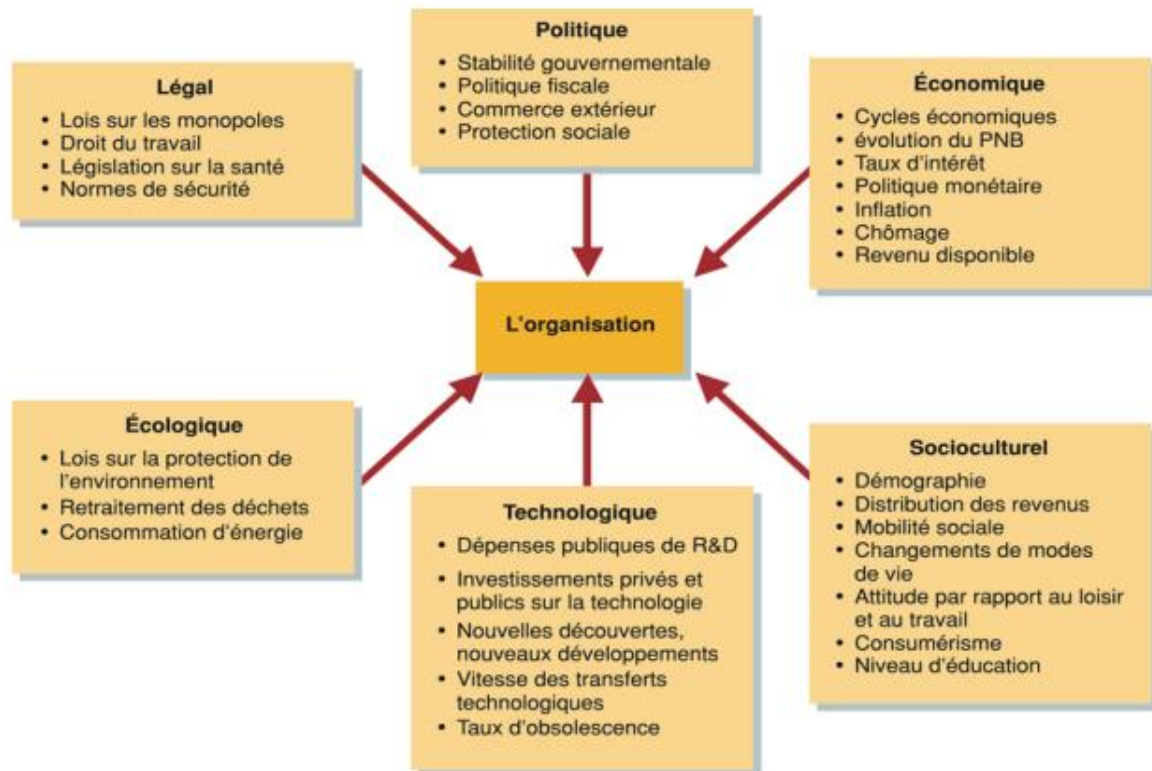 Politique
• Stabilité gouvernementale
• Politique fiscale
• Commerce extérieur
• Protection sociale
Légal
• Lois sur les monopoles
• Droit du travail
• Législation sur la santé
• Normes de sécurité
Économique
• Cycles économiques
• évolution du PNB
• Taux d'intérêt
• Politique monétaire
• Inflation
• Chômage
• Revenu disponible
L'organisation
Écologique
• Lois sur la protection de
l'environnement
• Retraitement des déchets
• Consommation d'énergie
Technologique
• Dépenses publiques de R&D
• Investissements privés et
publics sur la technologie
• Nouvelles découvertes,
nouveaux développements
• Vitesse des transferts
technologiques
• Taux d'obsolescence
Socioculturel
• Démographie
• Distribution des revenus
• Mobilité sociale
• Changements de modes
de vie
• Attitude par rapport au loisir
et au travail
• Consumérisme
• Niveau d'éducation